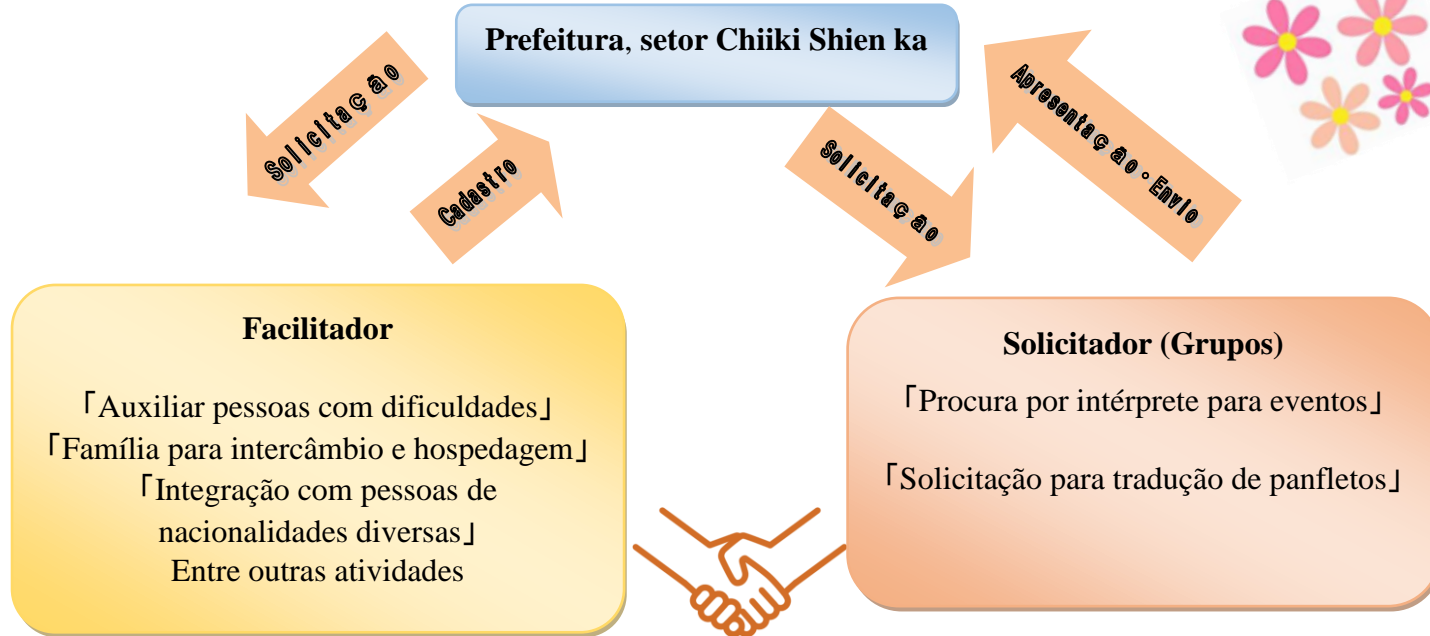 Prefeitura, setor Chiiki Shien ka
Solicitação
Cadastro
Solicitação
Apresentação・Envio
Facilitador
「Auxiliar pessoas com dificuldades」
「Família para intercâmbio e hospedagem」
「Integração com pessoas de
nacionalidades diversas」
Entre outras atividades
Solicitador (Grupos)
「Procura por intérprete para eventos」
「Solicitação para tradução de panfletos」